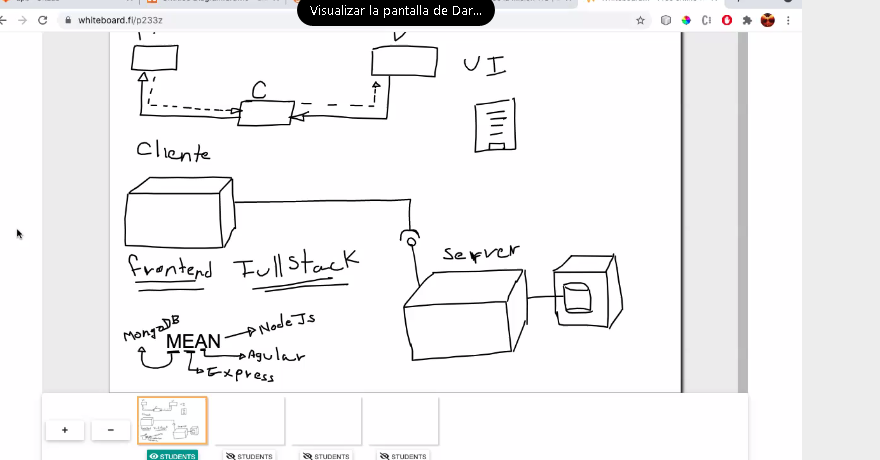 Visualizar la pantalla de Dar...
whiteboard.fi/p233z
UI
C
Cliente
Server
frontend FullStack
MongoDB
MEAN
NodeJs
Agular
Express
+
−
STUDENTS
STUDENTS
STUDENTS
STUDENTS